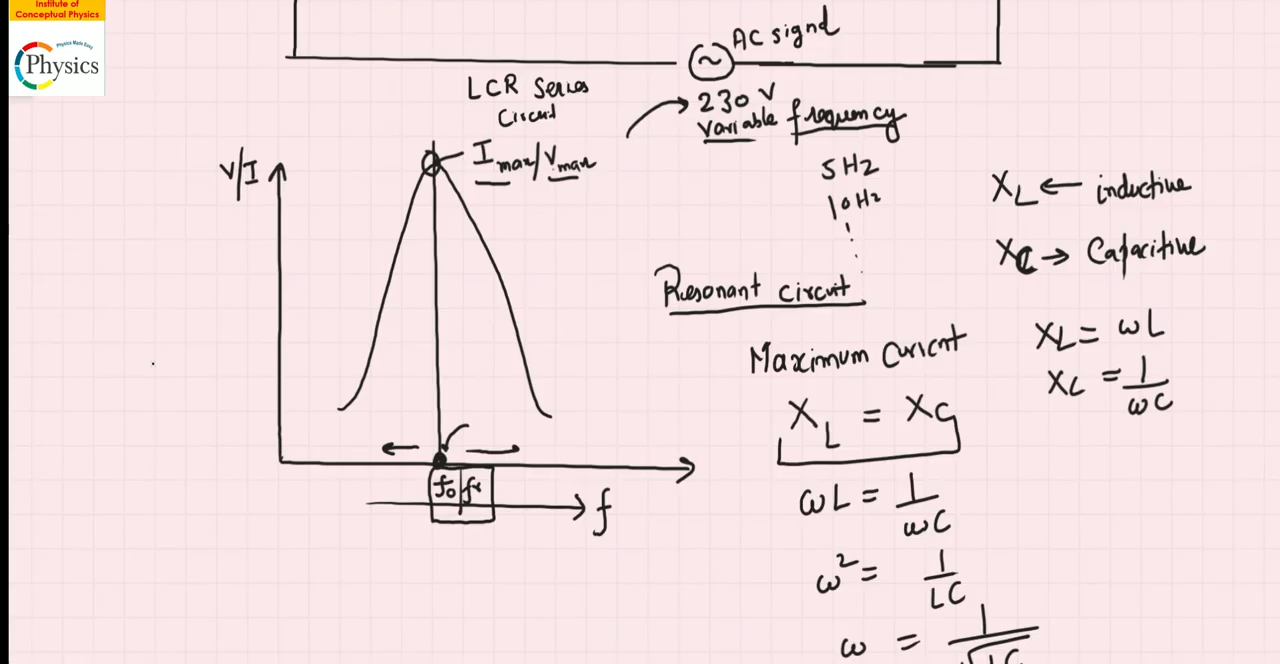 Institute of
Conceptual Physics
Physics Made Easy
Physics
AC signal
LCR Series
Circuit
230 V
variable frequency
V/I
Imax/Vmax
5 Hz
10 Hz
XL ← inductive
XC → Capacitive
Resonant circuit
Maximum Current
XL = ωL
XC = 1/ωC
XL = XC
f₀ | fr
f
ωL = 1/ωC
ω² = 1/LC
ω = 1/√LC